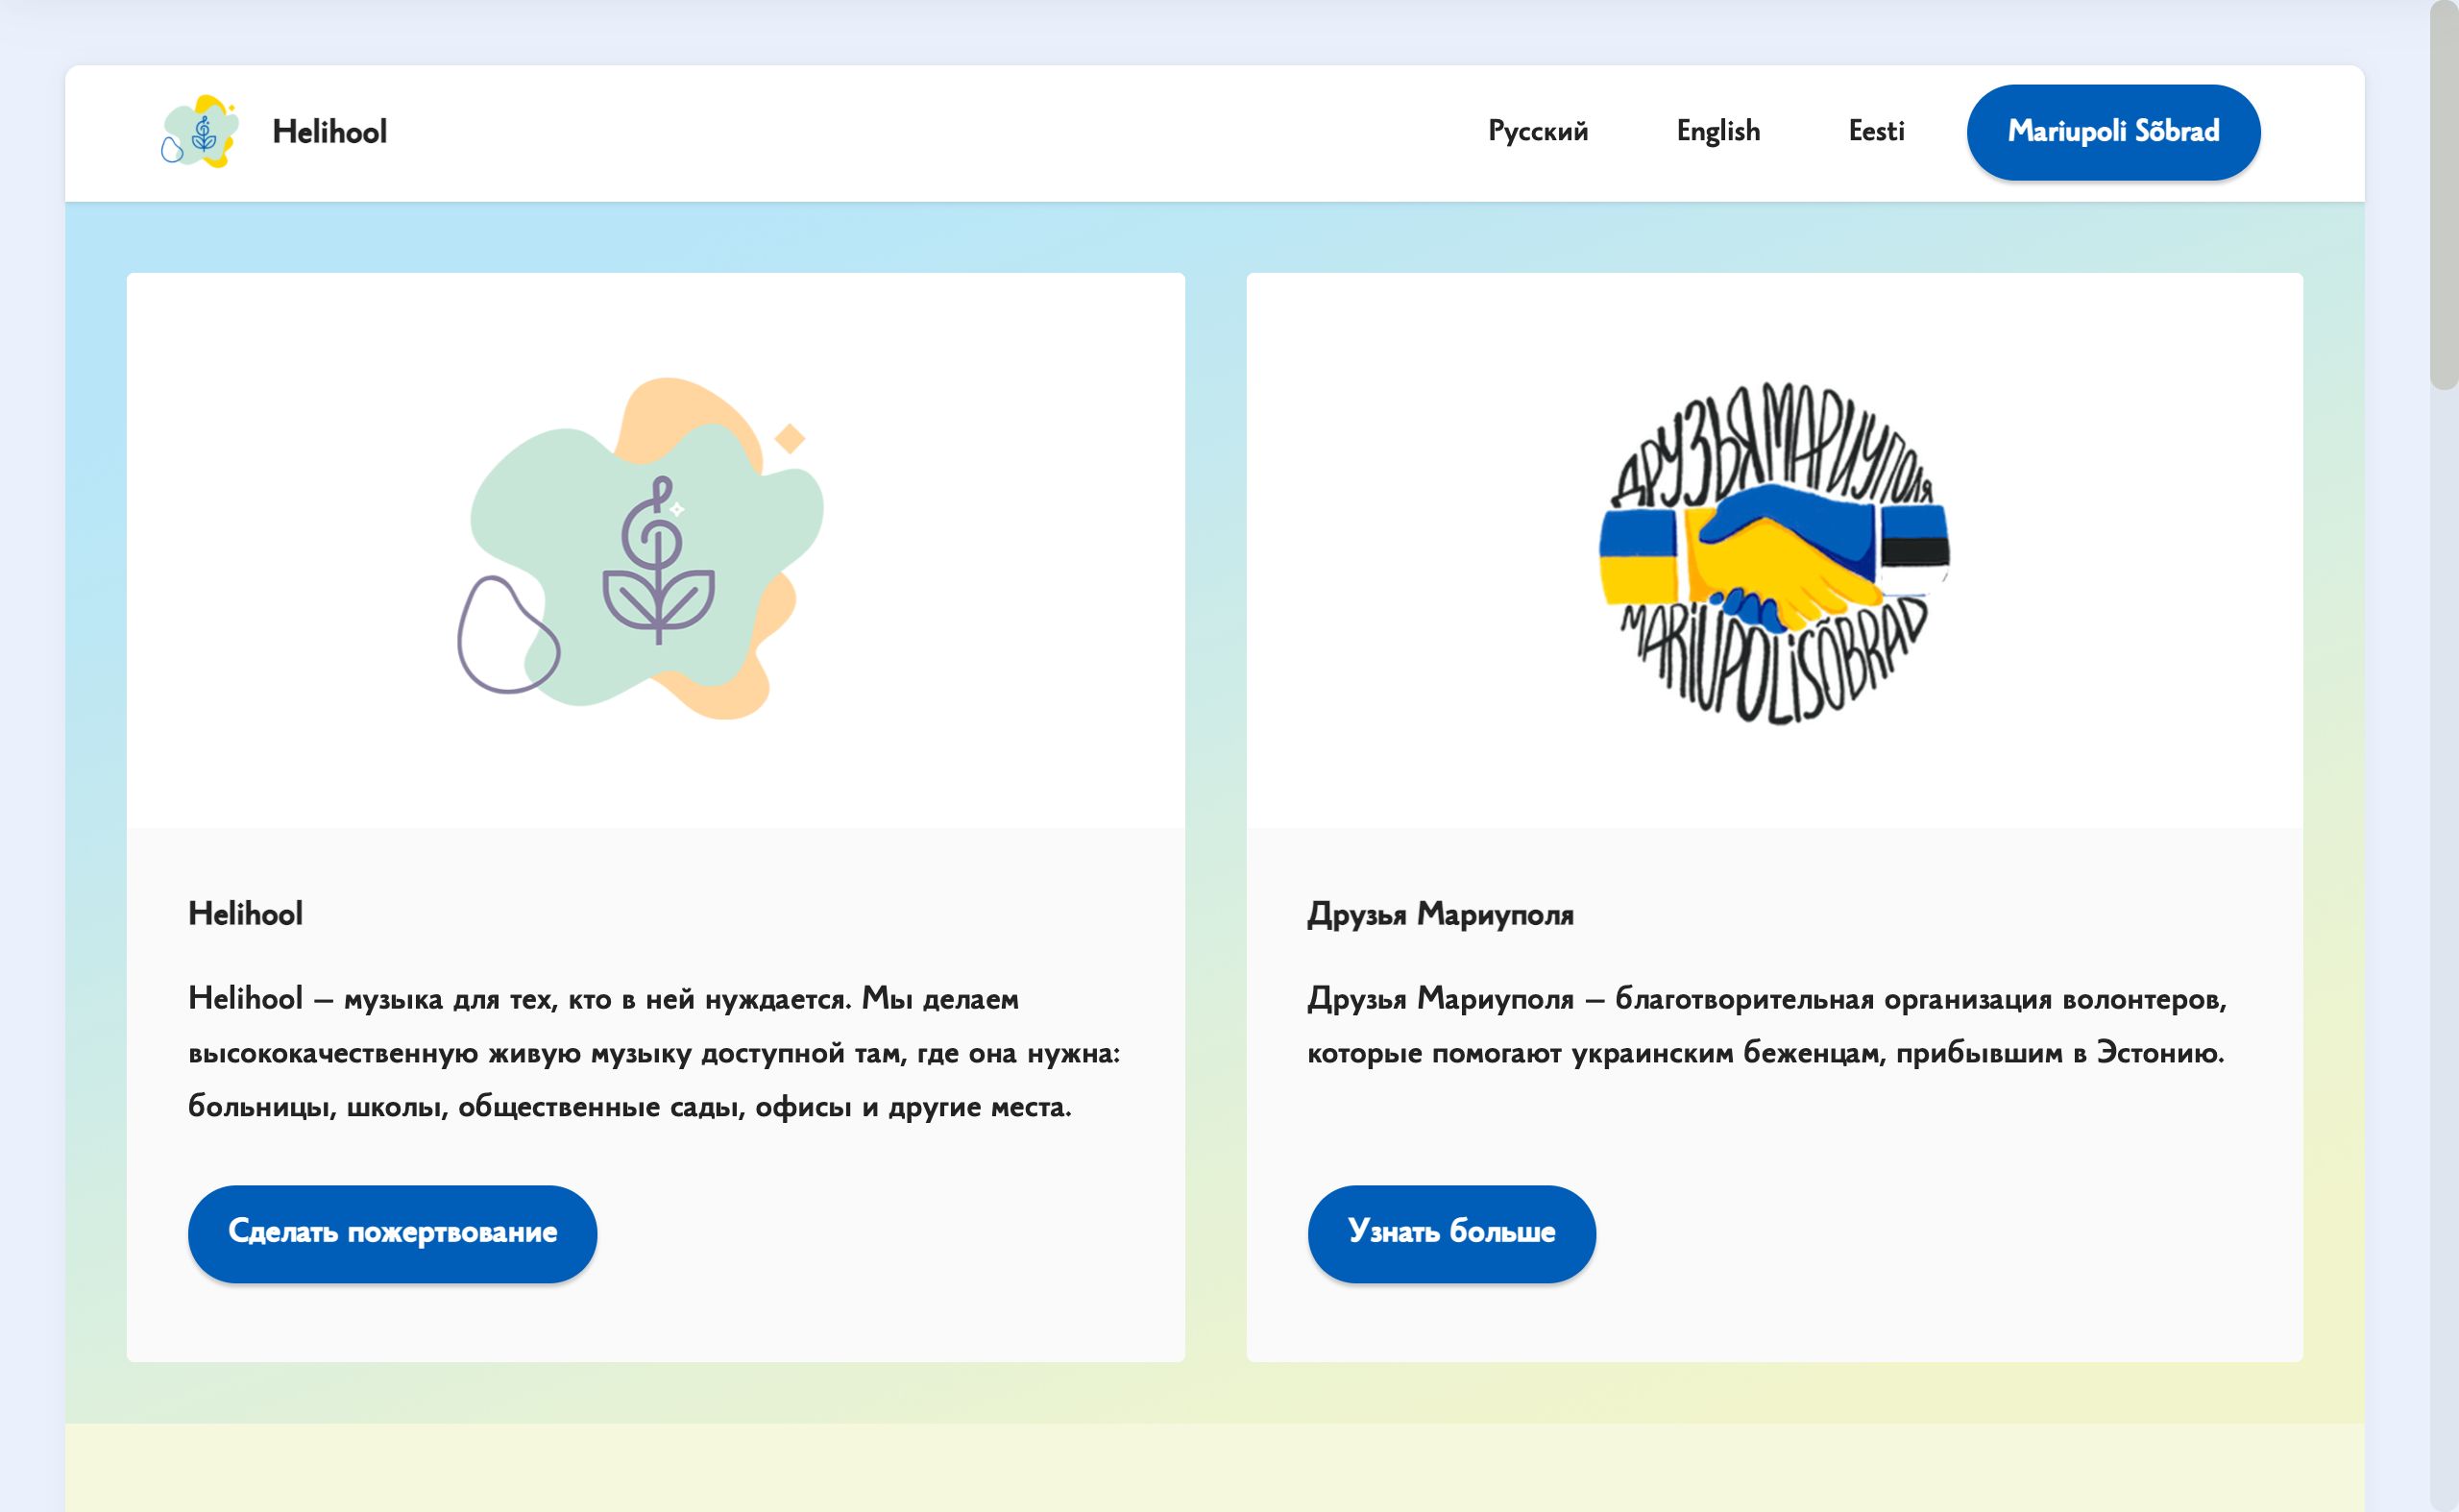 Helihool
Русский
English
Eesti
Mariupoli Sõbrad
ДРУЗЬЯ МАРИУПОЛЯ
MARIUPOLI SÕBRAD
Helihool
Helihool – музыка для тех, кто в ней нуждается. Мы делаем
высококачественную живую музыку доступной там, где она нужна:
больницы, школы, общественные сады, офисы и другие места.
Сделать пожертвование
Друзья Мариуполя
Друзья Мариуполя – благотворительная организация волонтеров,
которые помогают украинским беженцам, прибывшим в Эстонию.
Узнать больше